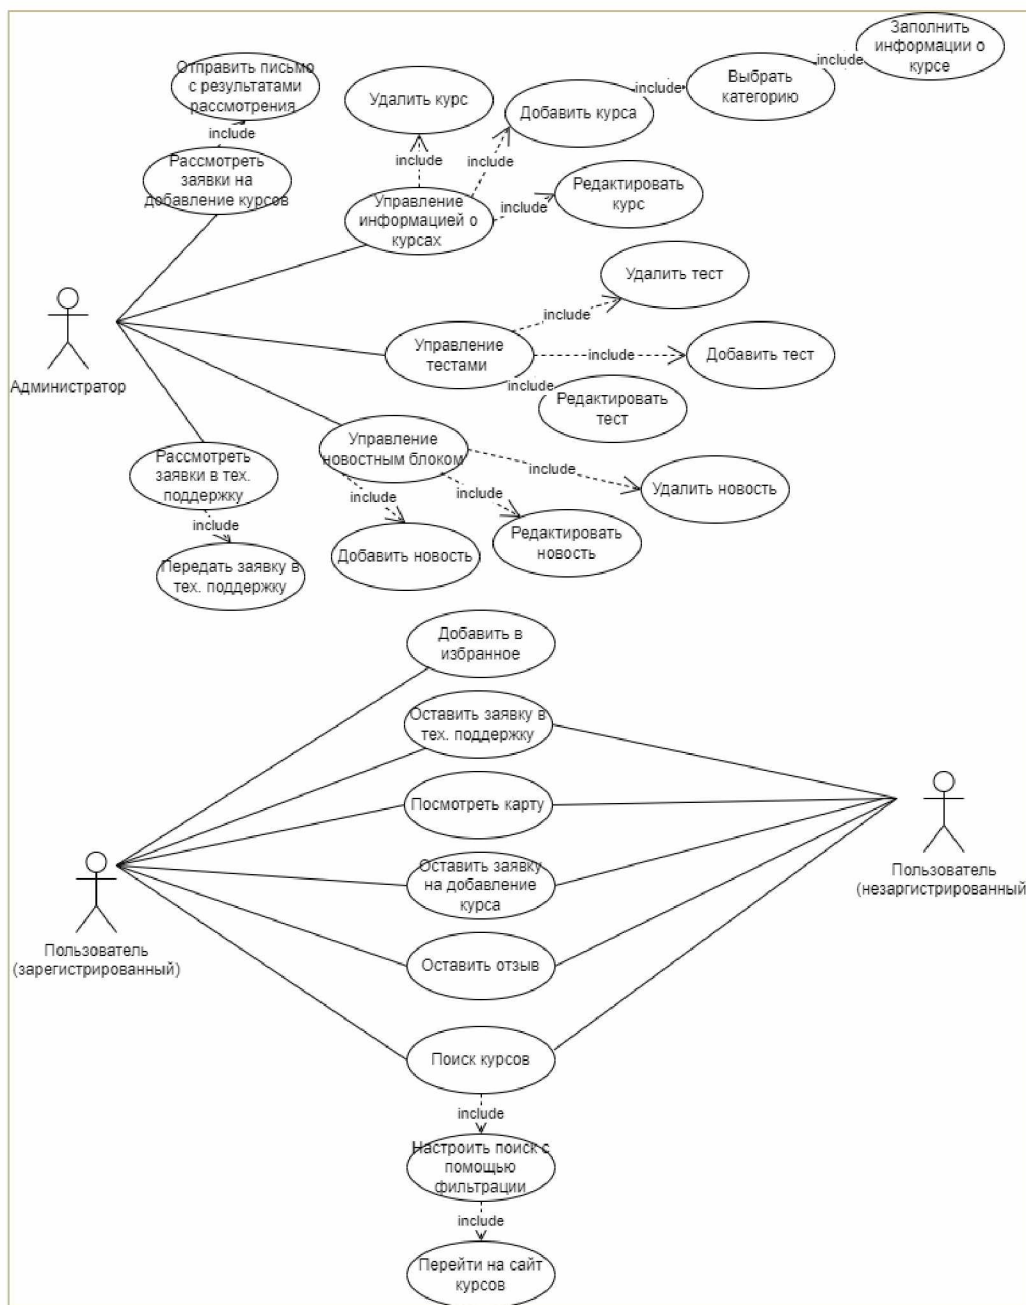 Заполнить
информации о
курсе
include
Выбрать
категорию
include
Отправить письмо
с результатами
рассмотрения
Удалить курс
Добавить курса
include
include
include
Рассмотреть
заявки на
добавление курсов
Управление
информацией о
курсах
include
Редактировать
курс
Удалить тест
include
Администратор
Управление
тестами
include
Добавить тест
include
Редактировать
тест
Управление
новостным блоком
Рассмотреть
заявки в тех.
поддержку
include
Удалить новость
include
include
include
Добавить новость
Редактировать
новость
Передать заявку в
тех. поддержку
Добавить в
избранное
Оставить заявку в
тех. поддержку
Посмотреть карту
Оставить заявку
на добавление
курса
Пользователь
(незаргистрированный
Пользователь
(зарегистрированный)
Оставить отзыв
Поиск курсов
include
Настроить поиск с
помощью
фильтрации
include
Перейти на сайт
курсов